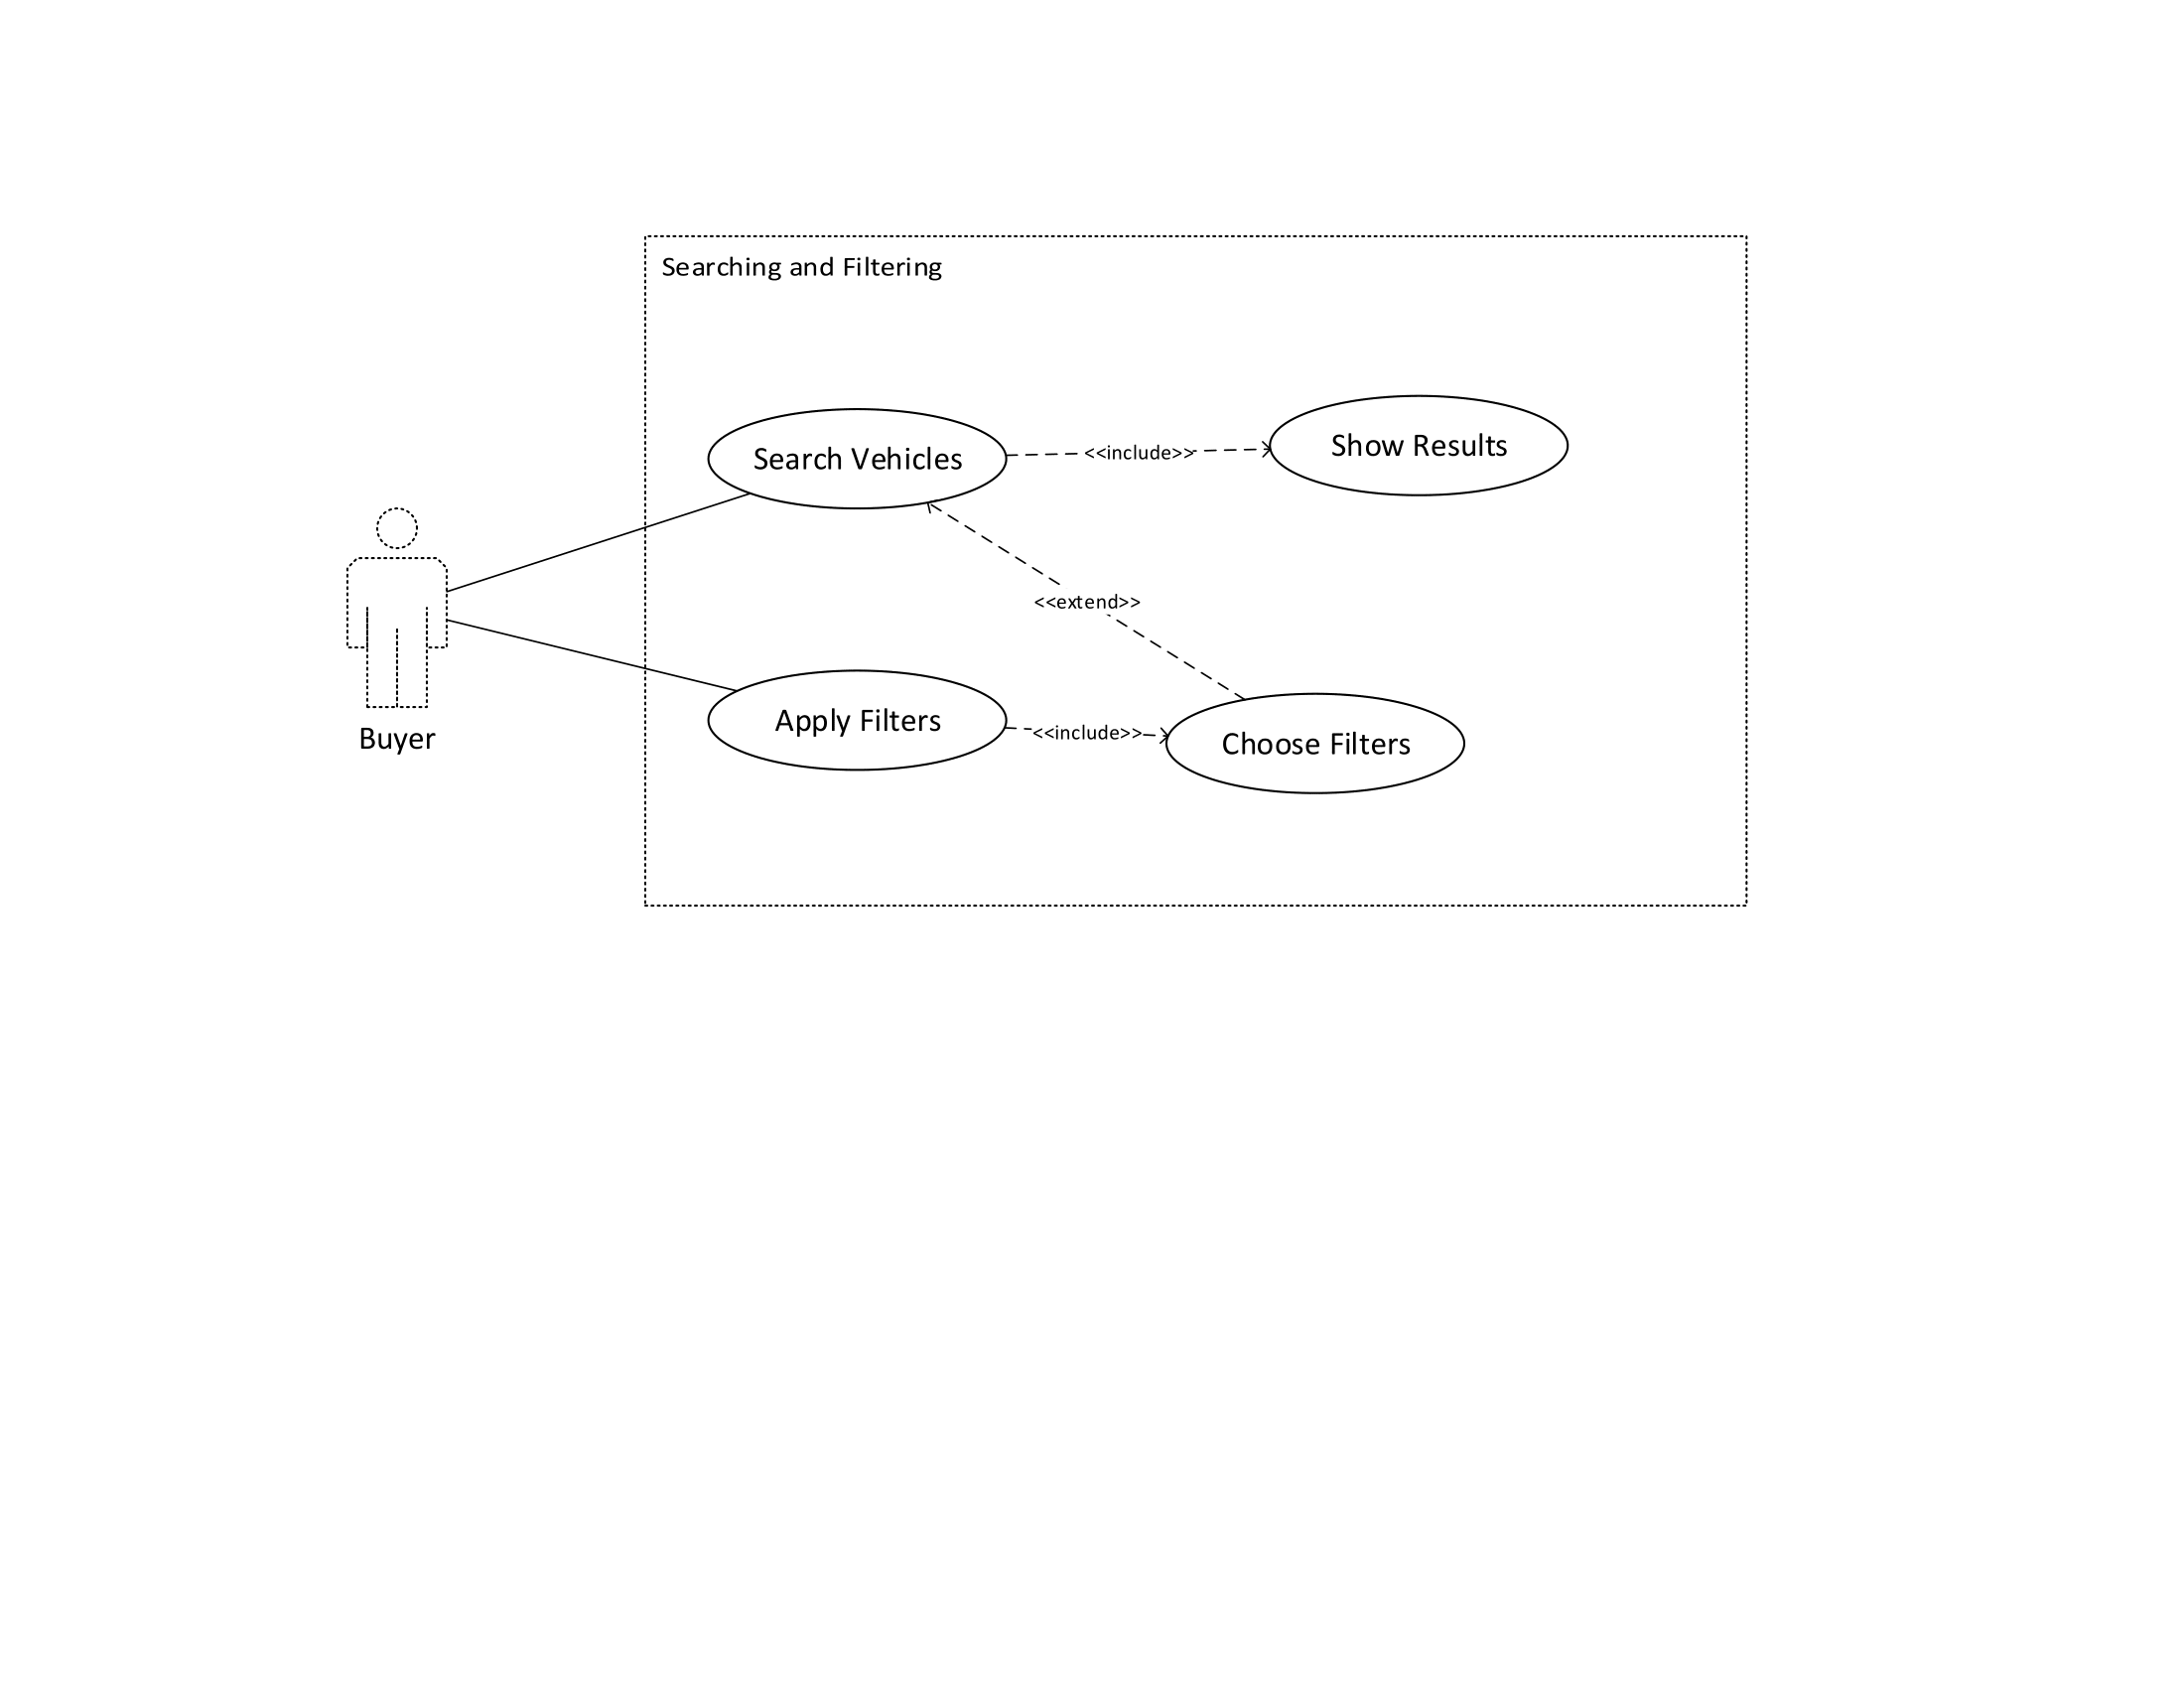 Searching and Filtering
Search Vehicles
<<include>>
Show Results
<<extend>>
Buyer
Apply Filters
<<include>>
Choose Filters